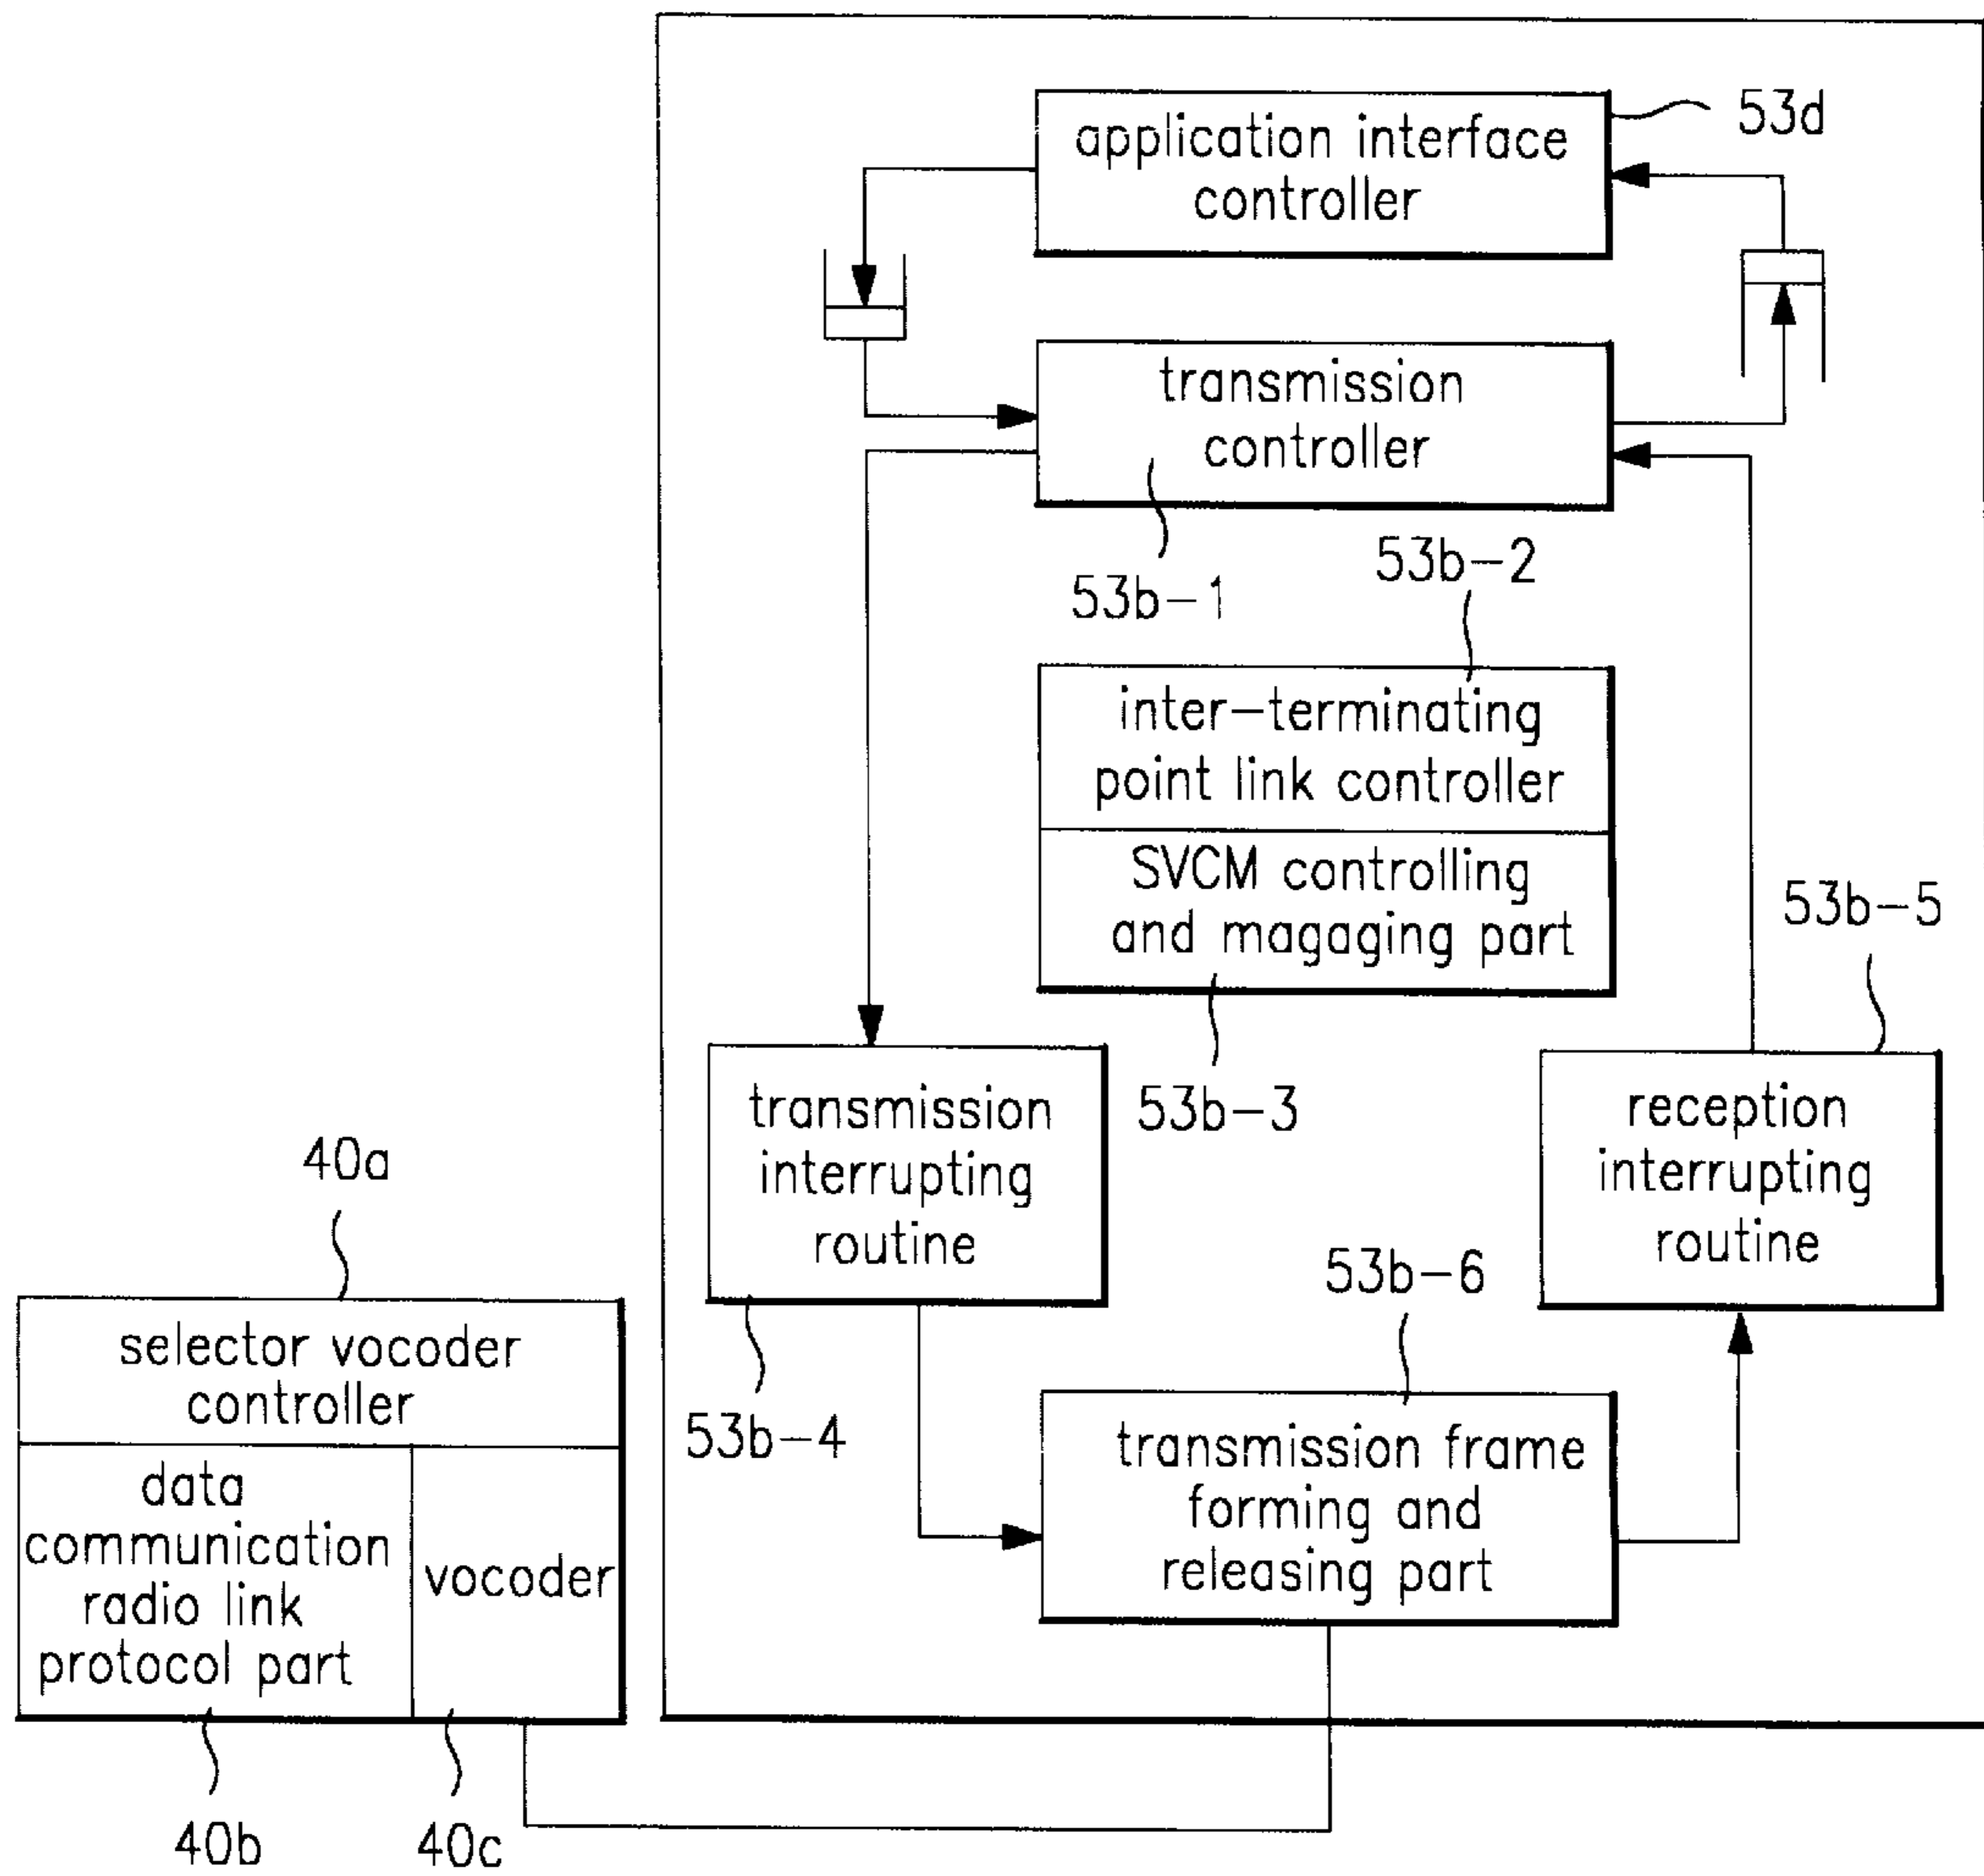 application interface
controller
53d
transmission
controller
53b-1
53b-2
inter-terminating
point link controller
SVCM controlling
and magaging part
53b-3
53b-5
transmission
interrupting
routine
53b-4
reception
interrupting
routine
53b-6
transmission frame
forming and
releasing part
40a
selector vocoder
controller
data
communication
radio link
protocol part
vocoder
40b
40c